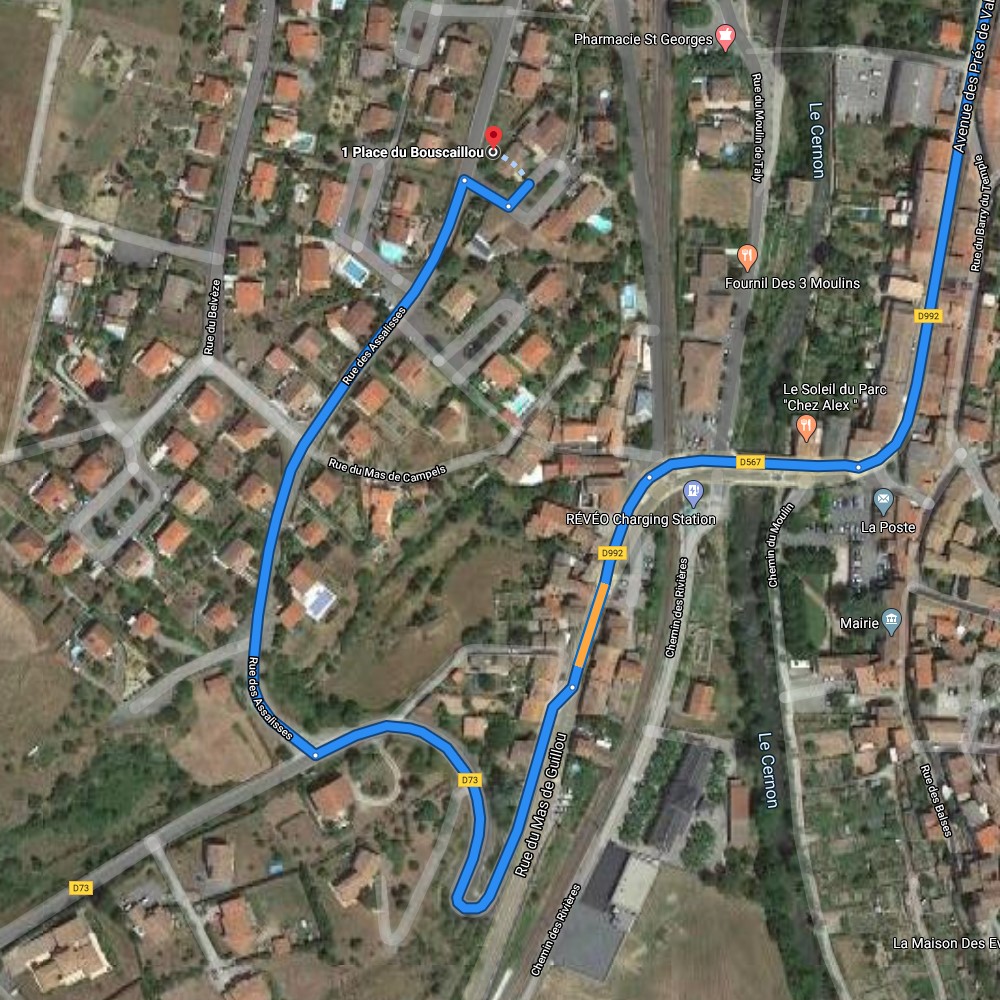 Pharmacie St Georges
Avenue des Prés de Va
Rue du Moulin de Taly
Le Cernon
1 Place du Bouscaillou
Rue du Barry du Temple
Fournil Des 3 Moulins
Rue du Belvèze
D992
Rue des Assalisses
Le Soleil du Parc
"Chez Alex "
Rue du Mas de Campels
D567
RÉVÉO Charging Station
La Poste
Chemin du Moulin
D992
Chemin des Rivières
Mairie
Rue des Assalisses
Le Cernon
D73
Rue du Mas de Guillou
Rue des Balses
D73
Chemin des Rivières
La Maison Des Ev